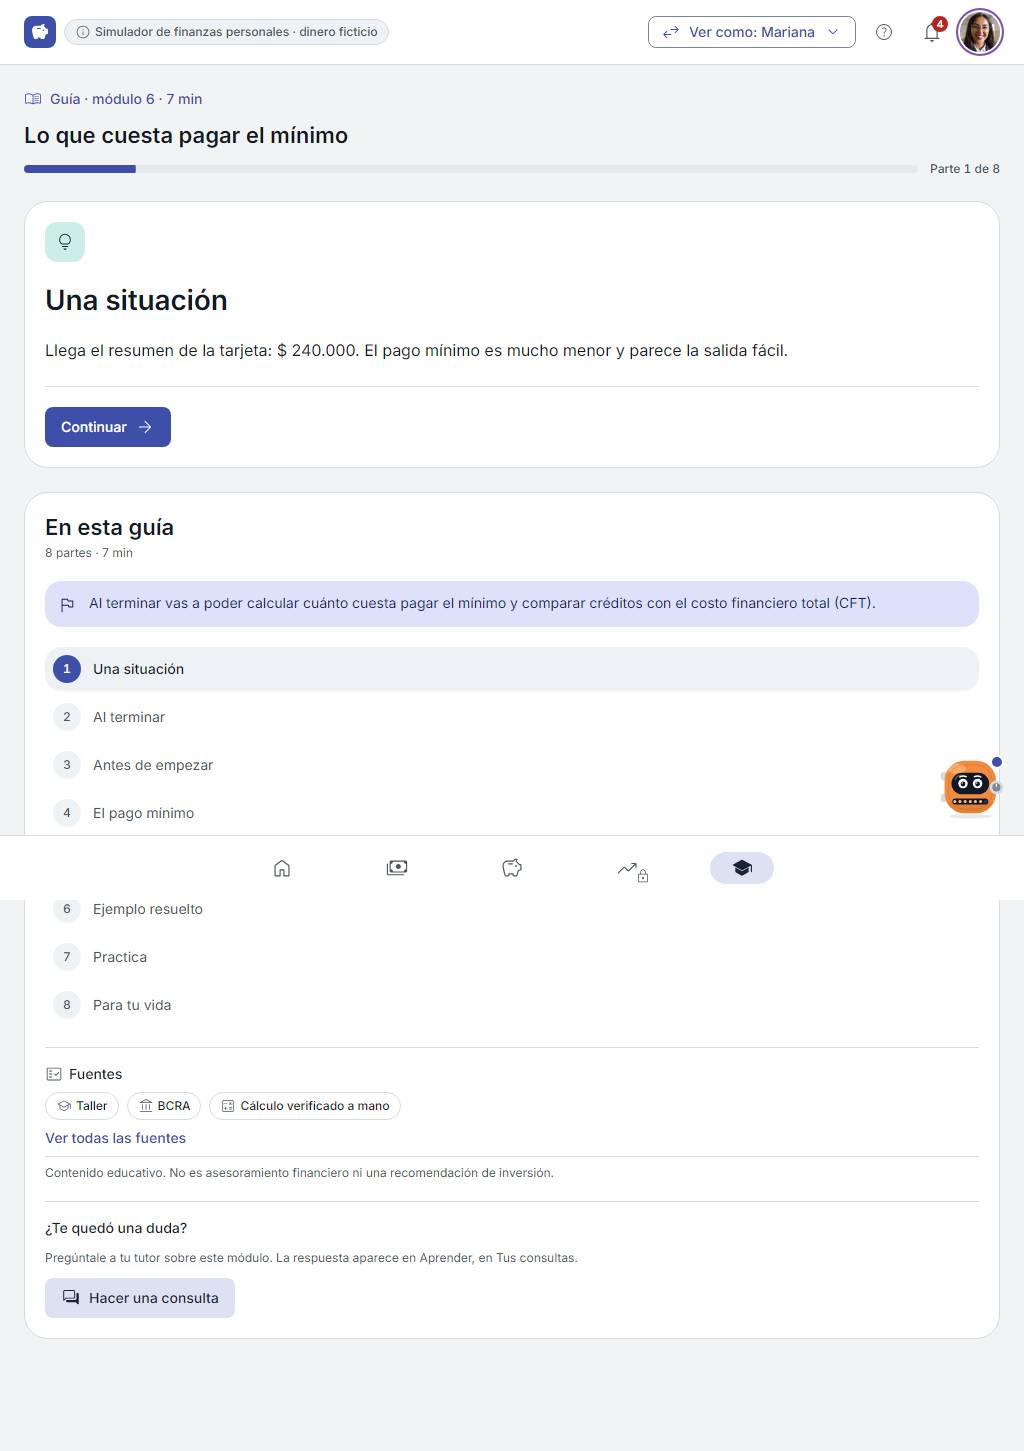 Simulador de finanzas personales · dinero ficticio
Ver como: Mariana
4
Guía · módulo 6 · 7 min
Lo que cuesta pagar el mínimo
Parte 1 de 8
Una situación
Llega el resumen de la tarjeta: $ 240.000. El pago mínimo es mucho menor y parece la salida fácil.
Continuar
En esta guía
8 partes · 7 min
Al terminar vas a poder calcular cuánto cuesta pagar el mínimo y comparar créditos con el costo financiero total (CFT).
1 Una situación
2 Al terminar
3 Antes de empezar
4 El pago mínimo
6 Ejemplo resuelto
7 Practica
8 Para tu vida
Fuentes
Taller
BCRA
Cálculo verificado a mano
Ver todas las fuentes
Contenido educativo. No es asesoramiento financiero ni una recomendación de inversión.
¿Te quedó una duda?
Pregúntale a tu tutor sobre este módulo. La respuesta aparece en Aprender, en Tus consultas.
Hacer una consulta